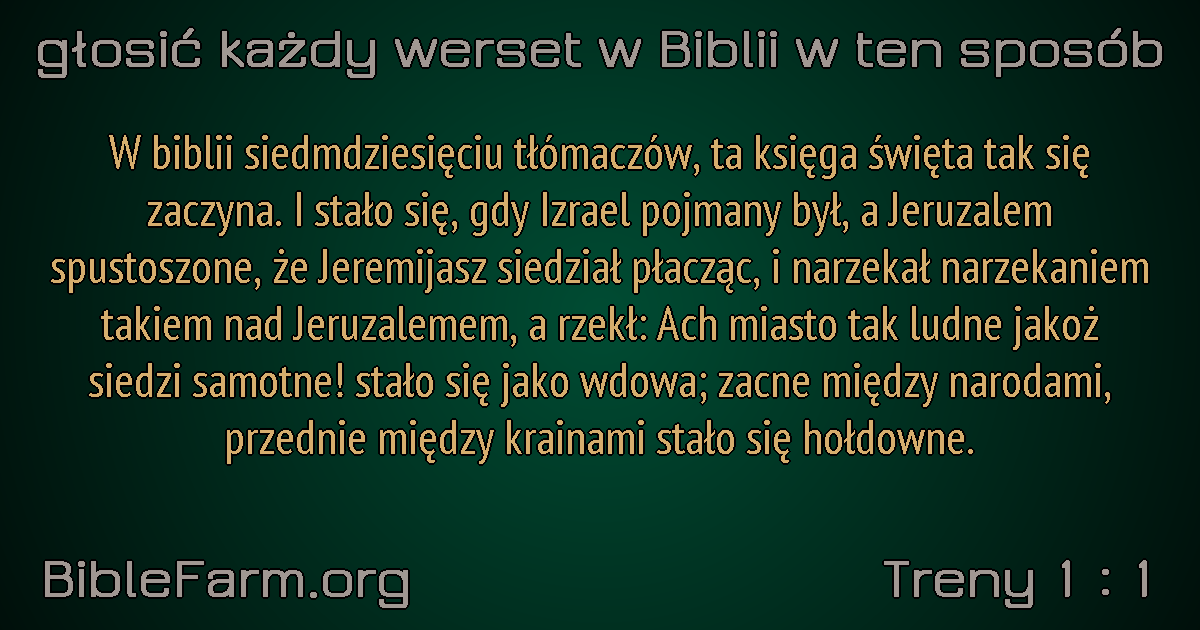 głosić każdy werset w Biblii w ten sposób
W biblii siedmdziesięciu tłómaczów, ta księga święta tak się
zaczyna. I stało się, gdy Izrael pojmany był, a Jeruzalem
spustoszone, że Jeremijasz siedział płacząc, i narzekał narzekaniem
takiem nad Jeruzalemem, a rzekł: Ach miasto tak ludne jakoż
siedzi samotne! stało się jako wdowa; zacne między narodami,
przednie między krainami stało się hołdowne.
BibleFarm.org
Treny 1 : 1